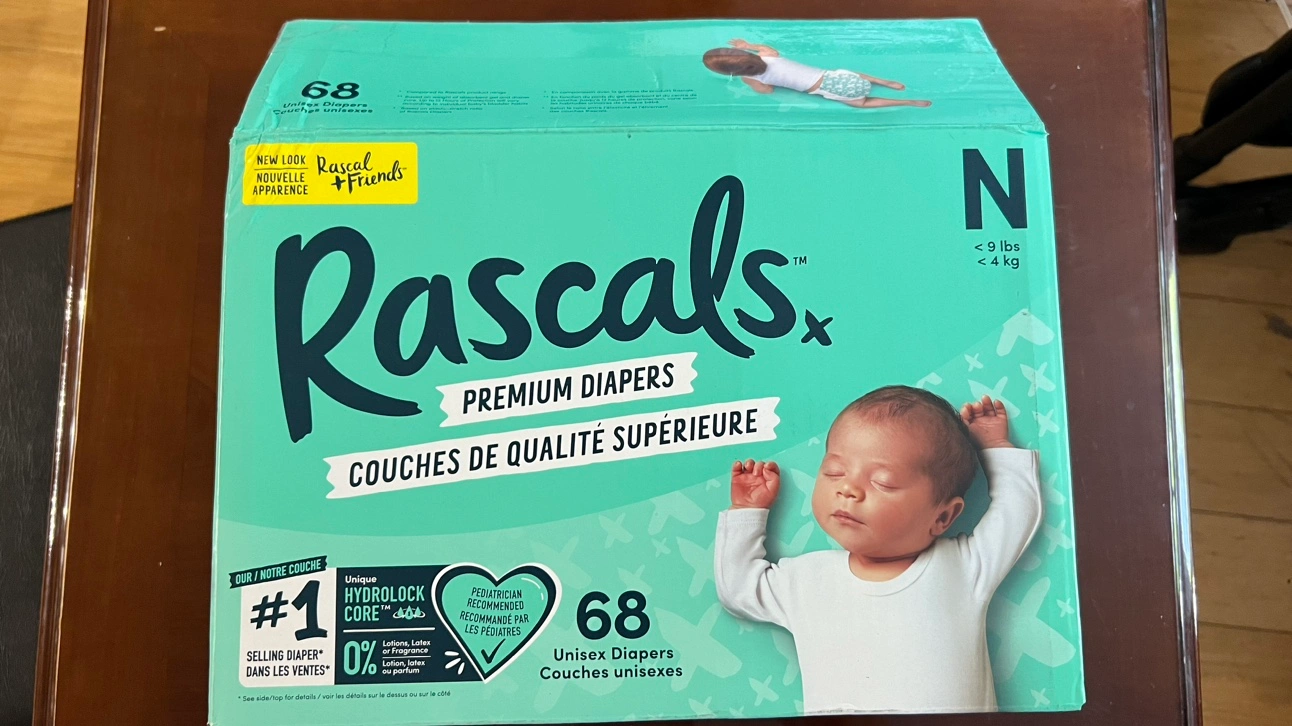 68
Unisex Diapers
Couches unisexes
NEW LOOK
NOUVELLE
APPARENCE
Rascal
+Friends
N
< 9 lbs
< 4 kg
Rascals™
PREMIUM DIAPERS
COUCHES DE QUALITÉ SUPÉRIEURE
OUR / NOTRE COUCHE
#1
SELLING DIAPER*
DANS LES VENTES*
Unique
HYDROLOCK
CORE™
0%
Lotions, Latex
or Fragrance
Lotion, latex
ou parfum
PEDIATRICIAN
RECOMMENDED
RECOMMANDÉ PAR
LES PÉDIATRES
68
Unisex Diapers
Couches unisexes
* See side/top for details / voir les détails sur le dessus ou sur le côté